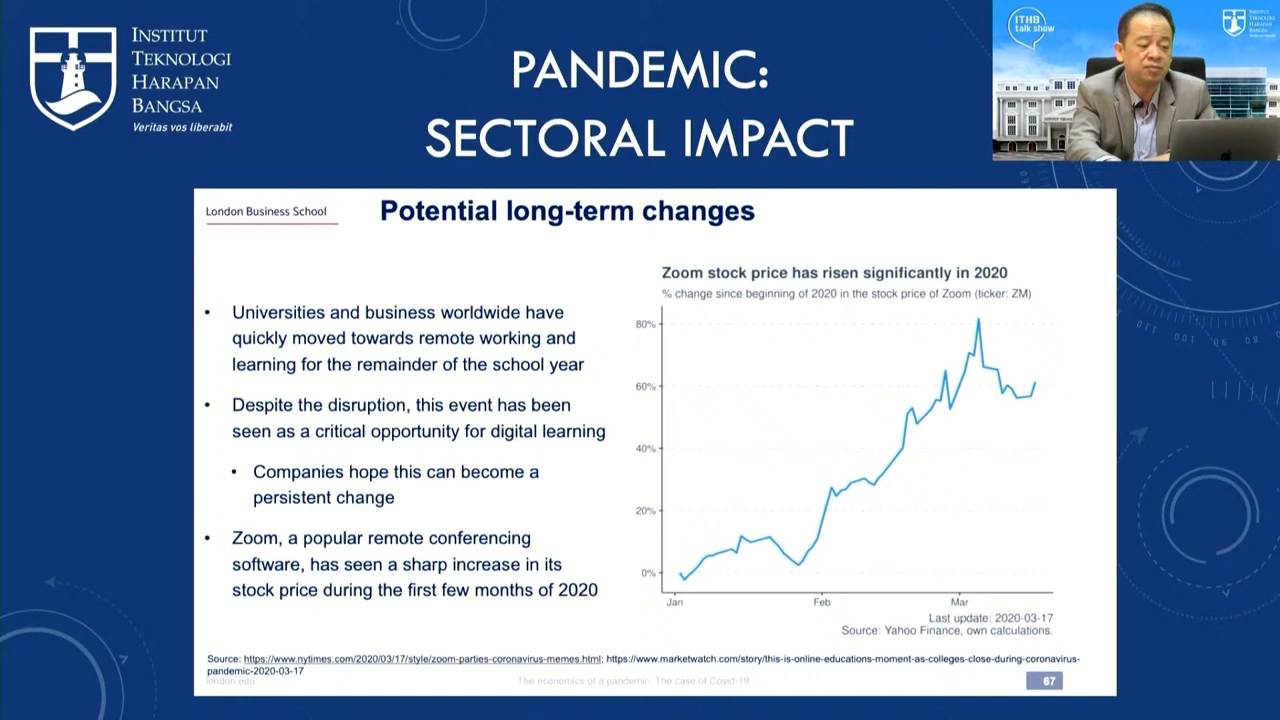 INSTITUT
TEKNOLOGI
HARAPAN
BANGSA
Veritas vos liberabit
PANDEMIC:
SECTORAL IMPACT
ITHB
talk show
INSTITUT
TEKNOLOGI
HARAPAN
BANGSA
London Business School
Potential long-term changes
• Universities and business worldwide have
quickly moved towards remote working and
learning for the remainder of the school year
• Despite the disruption, this event has been
seen as a critical opportunity for digital learning
• Companies hope this can become a
persistent change
• Zoom, a popular remote conferencing
software, has seen a sharp increase in its
stock price during the first few months of 2020
Zoom stock price has risen significantly in 2020
% change since beginning of 2020 in the stock price of Zoom (ticker: ZM)
80%
60%
40%
20%
0%
Jan Feb Mar
Last update: 2020-03-17
Source: Yahoo Finance, own calculations.
Source: https://www.nytimes.com/2020/03/17/style/zoom-parties-coronavirus-memes.html; https://www.marketwatch.com/story/this-is-online-educations-moment-as-colleges-close-during-coronavirus-
pandemic-2020-03-17
london.edu
The economics of a pandemic: The case of Covid-19
67